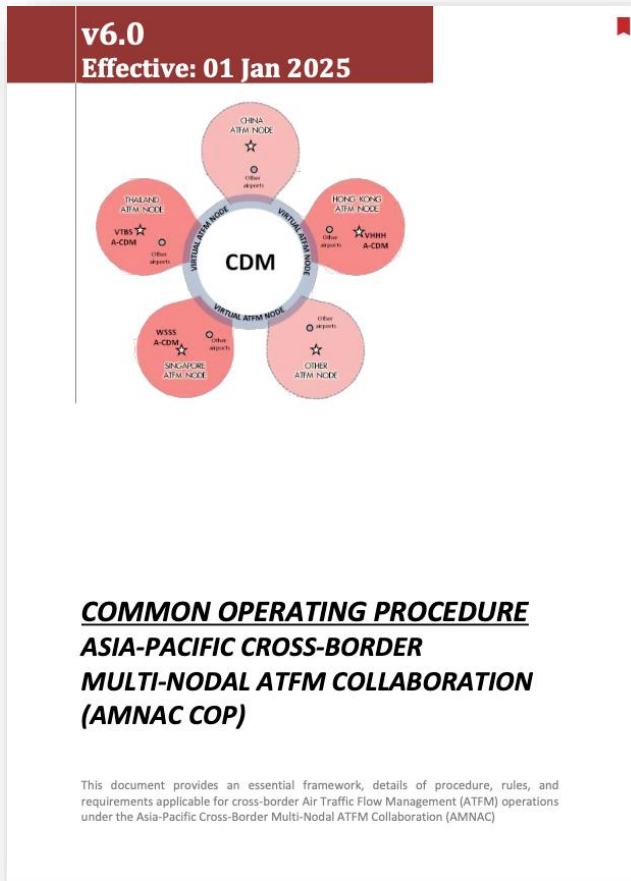 v6.0
Effective: 01 Jan 2025
CHINA
ATFM NODE
Other
airports
THAILAND
ATFM NODE
VTBS
A-CDM
Other
airports
HONG KONG
ATFM NODE
Other
airports
VHHH
A-CDM
VIRTUAL ATFM NODE
VIRTUAL ATFM NODE
CDM
VIRTUAL ATFM NODE
WSSS
A-CDM
Other
airports
SINGAPORE
ATFM NODE
Other
airports
OTHER
ATFM NODE
COMMON OPERATING PROCEDURE
ASIA-PACIFIC CROSS-BORDER
MULTI-NODAL ATFM COLLABORATION
(AMNAC COP)
This document provides an essential framework, details of procedure, rules, and
requirements applicable for cross-border Air Traffic Flow Management (ATFM) operations
under the Asia-Pacific Cross-Border Multi-Nodal ATFM Collaboration (AMNAC)